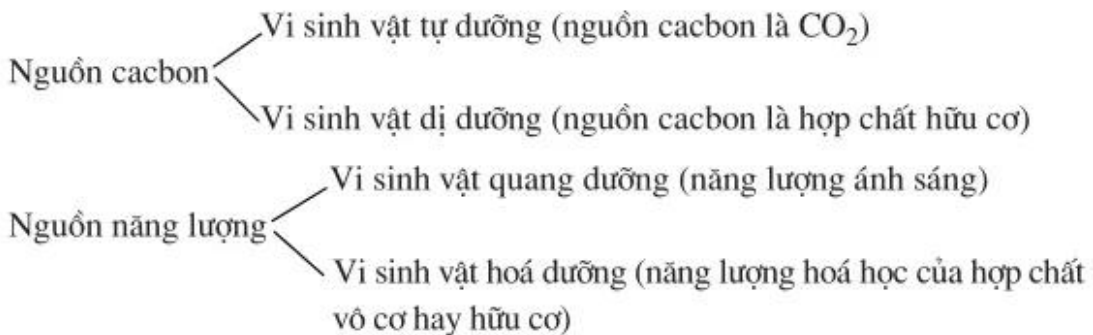 Vi sinh vật tự dưỡng (nguồn cacbon là CO₂)
Nguồn cacbon
Vi sinh vật dị dưỡng (nguồn cacbon là hợp chất hữu cơ)
Vi sinh vật quang dưỡng (năng lượng ánh sáng)
Nguồn năng lượng
Vi sinh vật hoá dưỡng (năng lượng hoá học của hợp chất
vô cơ hay hữu cơ)